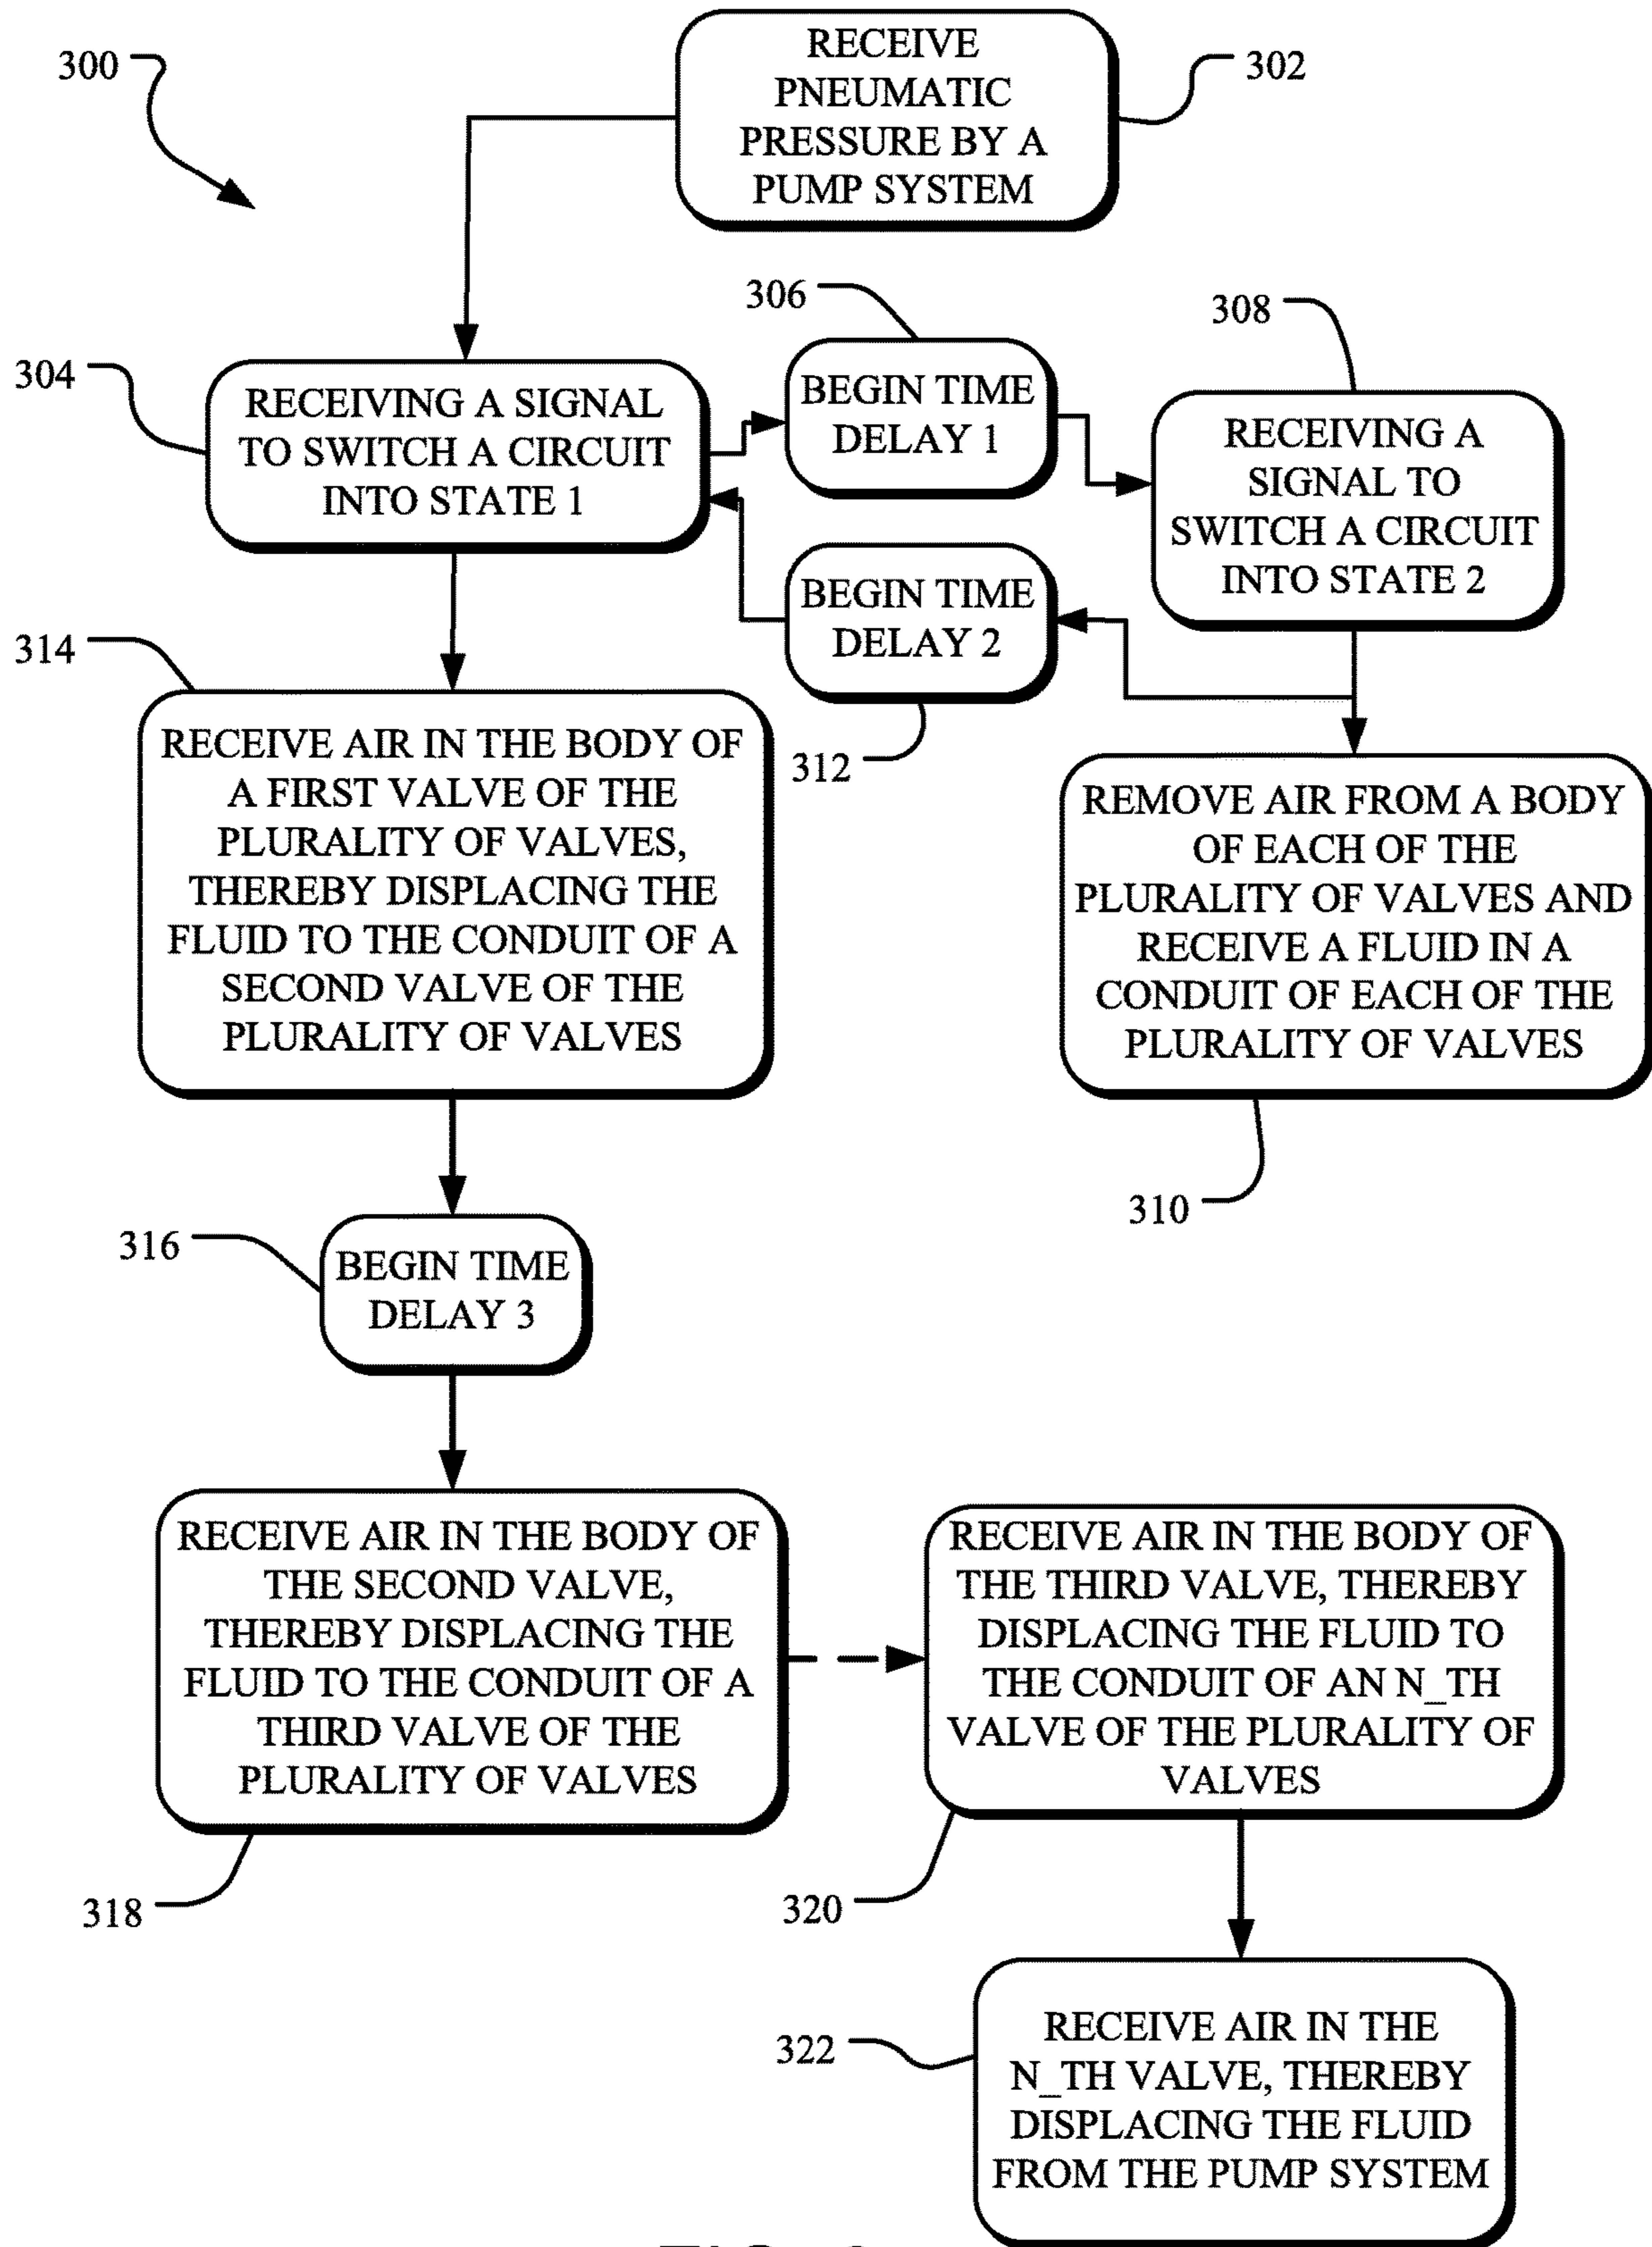 300
RECEIVE
PNEUMATIC
PRESSURE BY A
PUMP SYSTEM
302
304
RECEIVING A SIGNAL
TO SWITCH A CIRCUIT
INTO STATE 1
306
BEGIN TIME
DELAY 1
308
RECEIVING A
SIGNAL TO
SWITCH A CIRCUIT
INTO STATE 2
BEGIN TIME
DELAY 2
312
REMOVE AIR FROM A BODY
OF EACH OF THE
PLURALITY OF VALVES AND
RECEIVE A FLUID IN A
CONDUIT OF EACH OF THE
PLURALITY OF VALVES
310
314
RECEIVE AIR IN THE BODY OF
A FIRST VALVE OF THE
PLURALITY OF VALVES,
THEREBY DISPLACING THE
FLUID TO THE CONDUIT OF A
SECOND VALVE OF THE
PLURALITY OF VALVES
316
BEGIN TIME
DELAY 3
RECEIVE AIR IN THE BODY OF
THE SECOND VALVE,
THEREBY DISPLACING THE
FLUID TO THE CONDUIT OF A
THIRD VALVE OF THE
PLURALITY OF VALVES
318
RECEIVE AIR IN THE BODY OF
THE THIRD VALVE, THEREBY
DISPLACING THE FLUID TO
THE CONDUIT OF AN N_TH
VALVE OF THE PLURALITY OF
VALVES
320
322
RECEIVE AIR IN THE
N_TH VALVE, THEREBY
DISPLACING THE FLUID
FROM THE PUMP SYSTEM